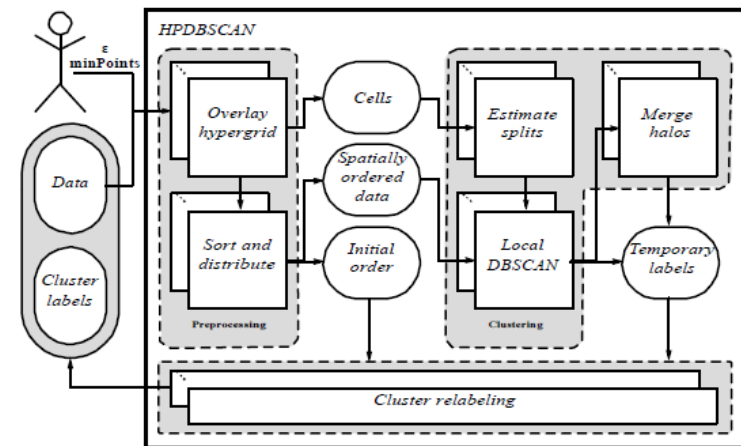 HPDBSCAN
ε
minPoints
Overlay
hypergrid
Cells
Estimate
splits
Merge
halos
Data
Spatially
ordered
data
Sort and
distribute
Initial
order
Local
DBSCAN
Temporary
labels
Cluster
labels
Preprocessing
Clustering
Cluster relabeling